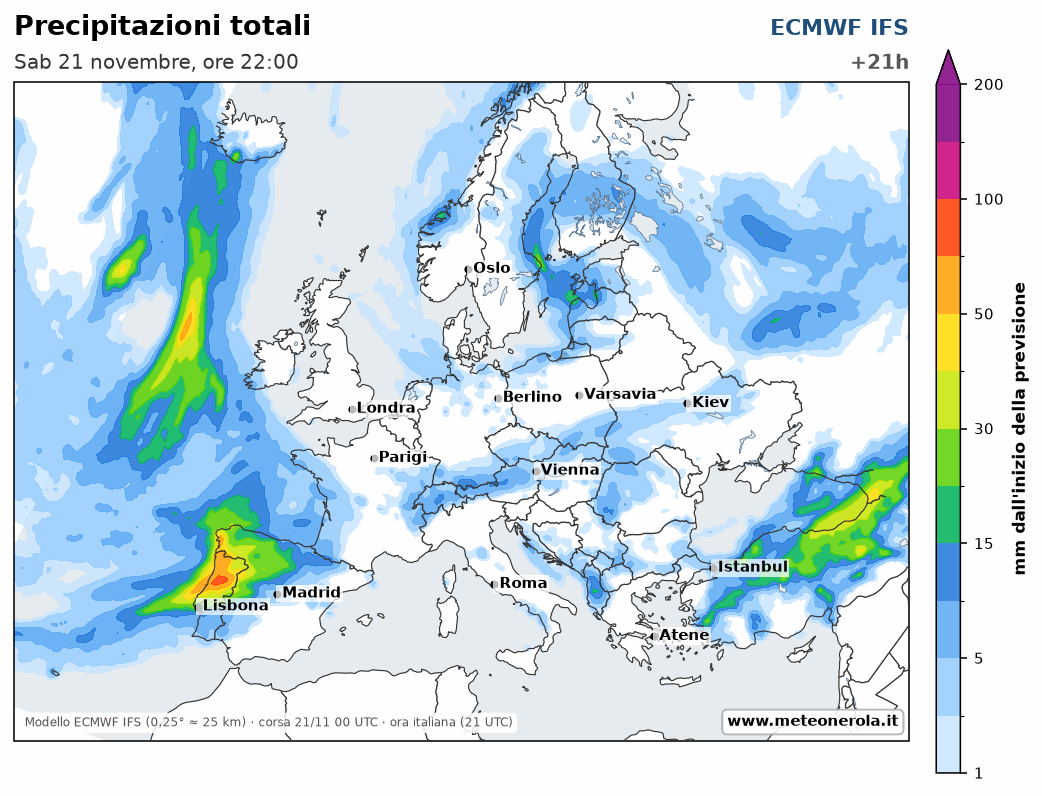 Precipitazioni totali
ECMWF IFS
Sab 21 novembre, ore 22:00
+21h
200
100
50
30
15
5
1
mm dall'inizio della previsione
Oslo
Londra
Berlino
Varsavia
Kiev
Parigi
Vienna
Istanbul
Roma
Madrid
Lisbona
Atene
Modello ECMWF IFS (0,25° ≈ 25 km) · corsa 21/11 00 UTC · ora italiana (21 UTC)
www.meteonerola.it